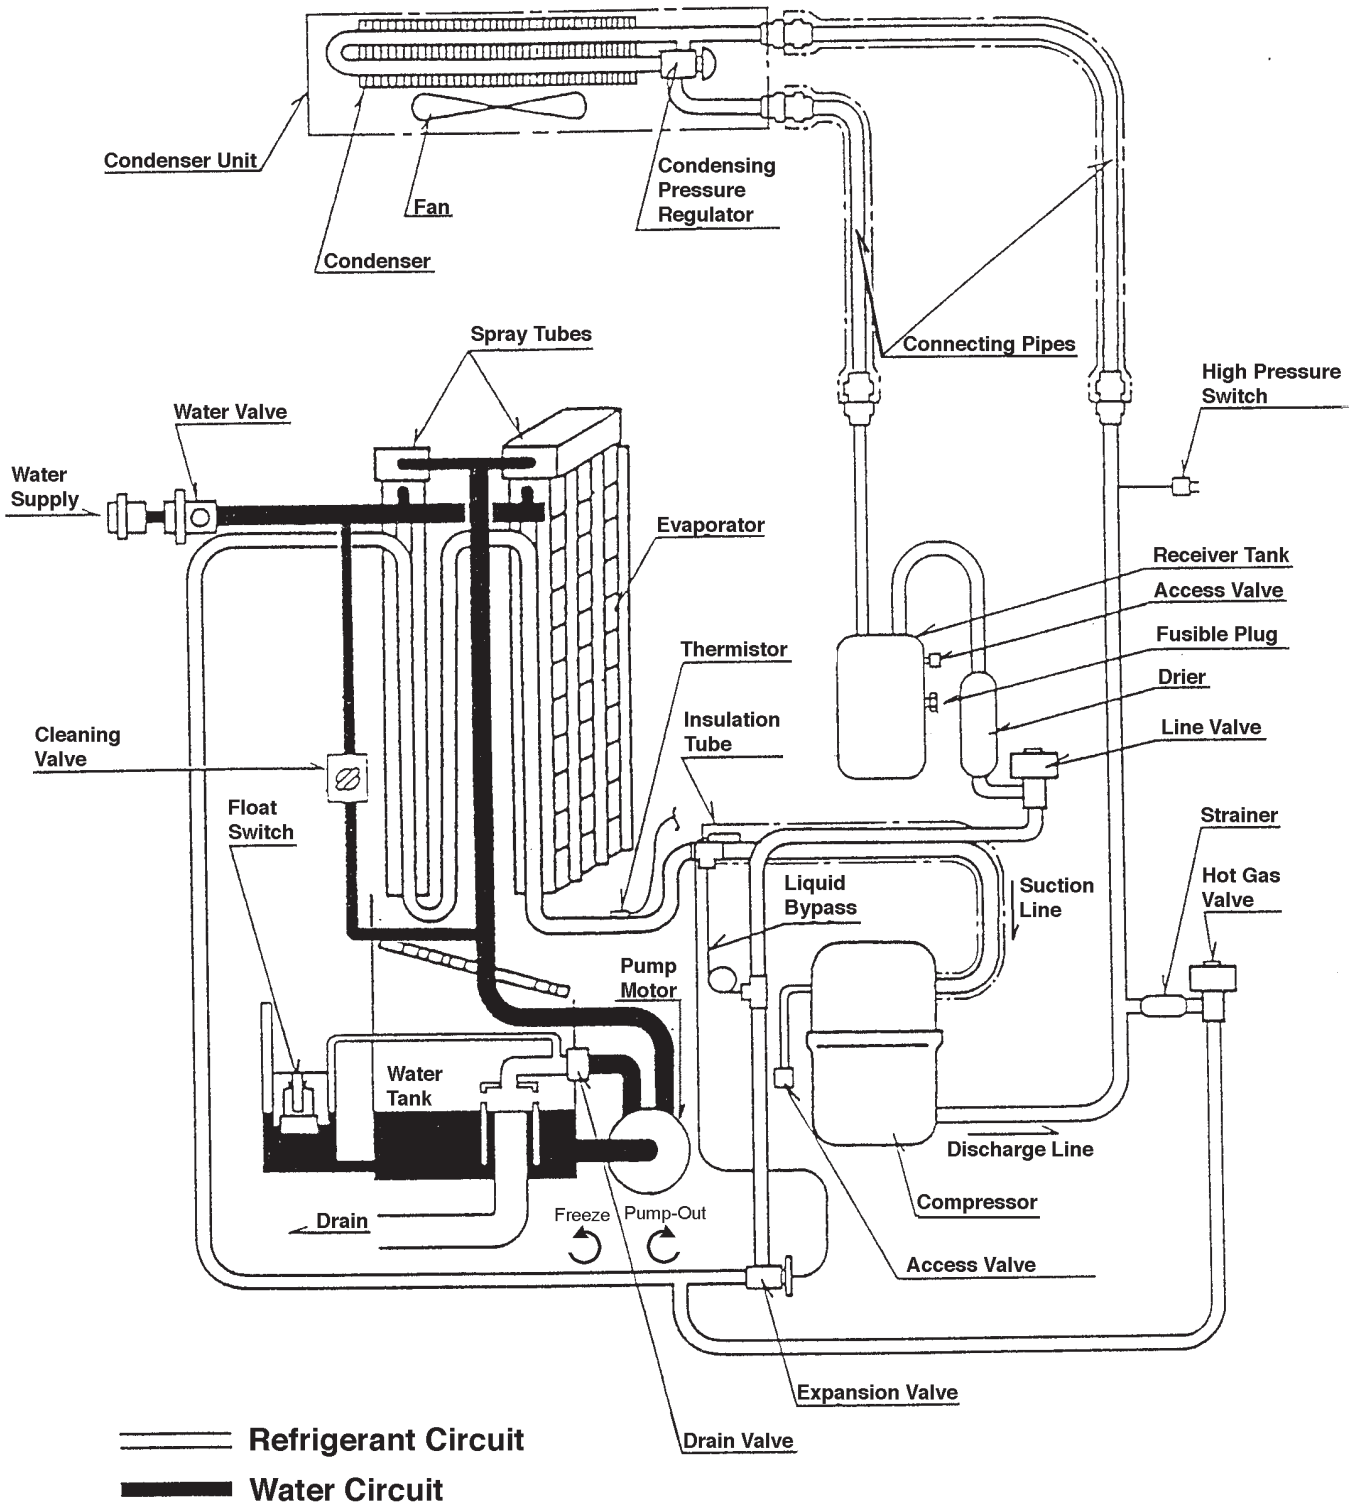 Condenser Unit
Fan
Condenser
Condensing
Pressure
Regulator
Connecting Pipes
High Pressure
Switch
Spray Tubes
Water Valve
Water
Supply
Evaporator
Receiver Tank
Access Valve
Fusible Plug
Drier
Line Valve
Thermistor
Insulation
Tube
Cleaning
Valve
Float
Switch
Strainer
Hot Gas
Valve
Liquid
Bypass
Suction
Line
Pump
Motor
Water
Tank
Discharge Line
Compressor
Drain
Freeze
Pump-Out
Access Valve
Expansion Valve
Drain Valve
Refrigerant Circuit
Water Circuit